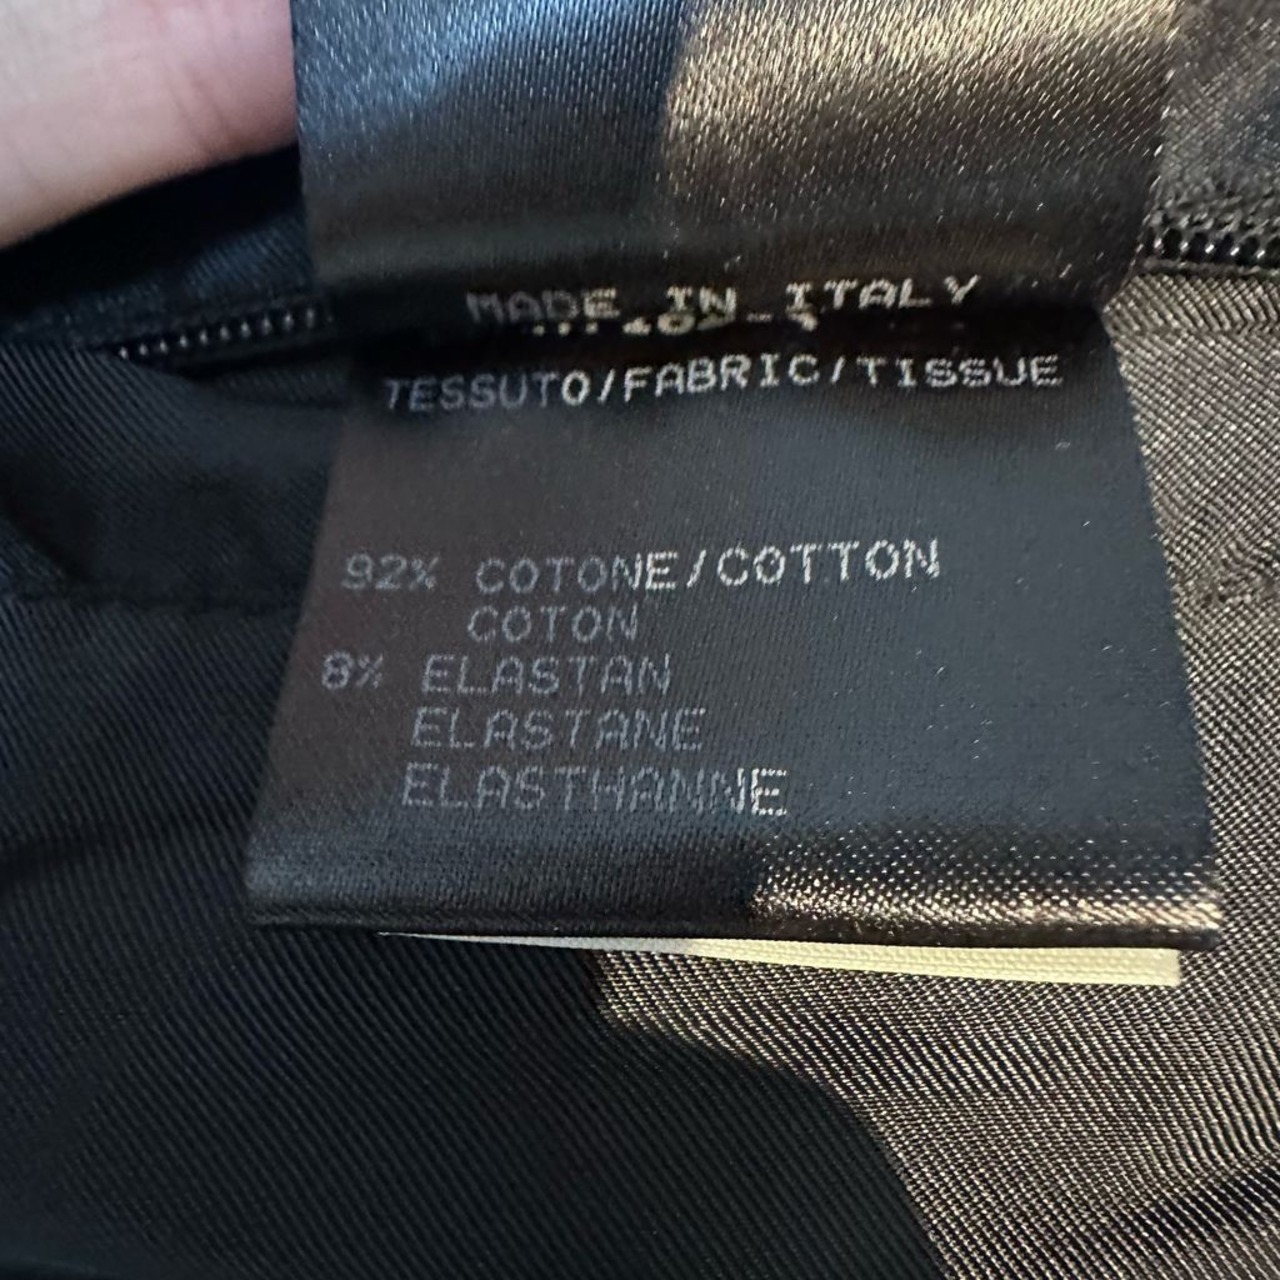 MADE IN ITALY
TESSUTO/FABRIC/TISSUE
92% COTONE/COTTON
COTON
8% ELASTAN
ELASTANE
ELASTHANNE